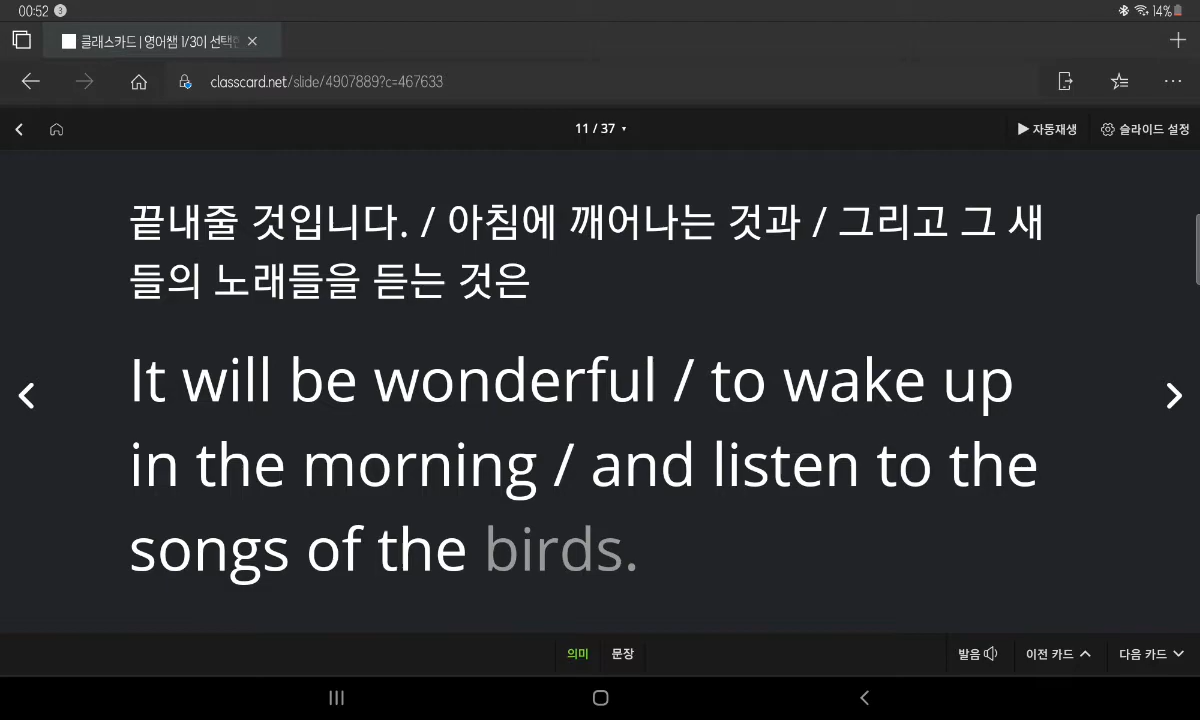 00:52 3 14%
클래스카드 | 영어쌤 1/3이 선택한
classcard.net/slide/4907889?c=467633
11 / 37 자동재생 슬라이드 설정
끝내줄 것입니다. / 아침에 깨어나는 것과 / 그리고 그 새
들의 노래들을 듣는 것은
It will be wonderful / to wake up
in the morning / and listen to the
songs of the birds.
의미 문장 발음 이전 카드 다음 카드